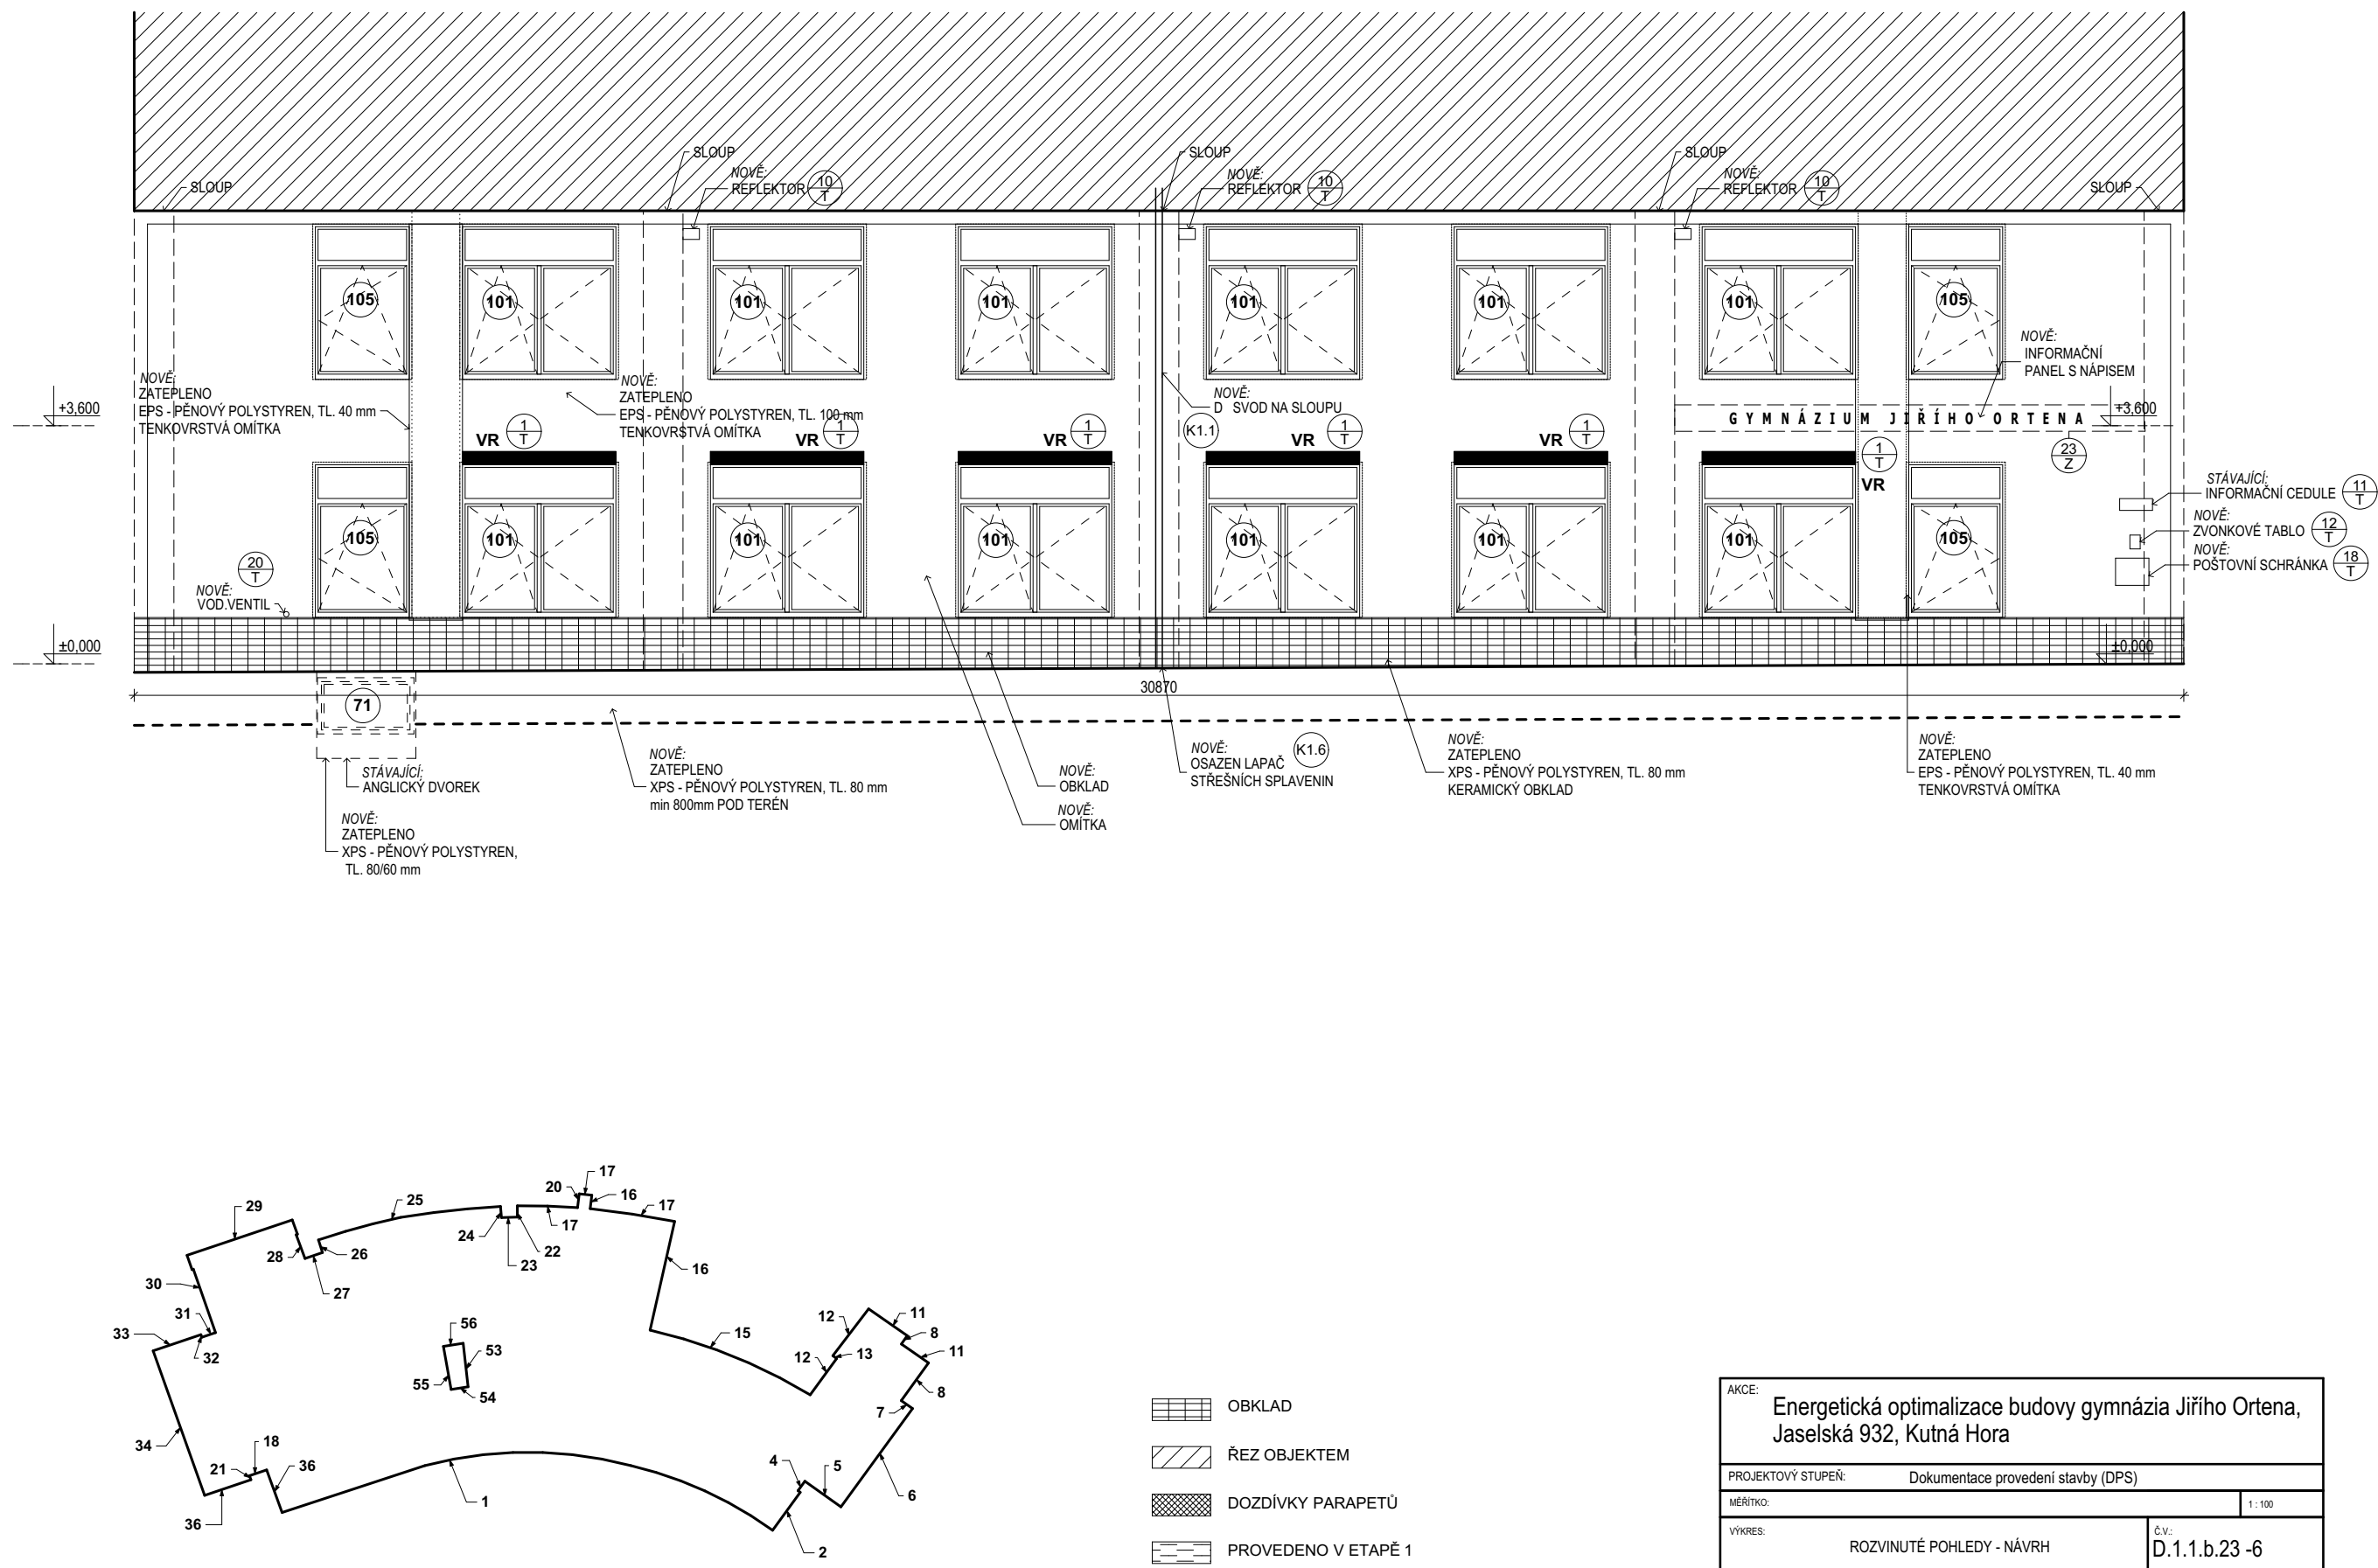 SLOUP
SLOUP
SLOUP
SLOUP
SLOUP
NOVĚ:
REFLEKTOR
10
T
NOVĚ:
REFLEKTOR
10
T
NOVĚ:
REFLEKTOR
10
T
105
101
101
101
101
101
101
105
NOVĚ:
ZATEPLENO
EPS - PĚNOVÝ POLYSTYREN, TL. 40 mm
TENKOVRSTVÁ OMÍTKA
NOVĚ:
ZATEPLENO
EPS - PĚNOVÝ POLYSTYREN, TL. 100 mm
TENKOVRSTVÁ OMÍTKA
NOVĚ:
D SVOD NA SLOUPU
K1.1
NOVĚ:
INFORMAČNÍ
PANEL S NÁPISEM
+3,600
+3,600
GYMNÁZIUM JIŘÍHO ORTENA
23
Z
VR
1
T
VR
1
T
VR
1
T
VR
1
T
VR
1
T
1
T
VR
105
101
101
101
101
101
101
105
STÁVAJÍCÍ:
INFORMAČNÍ CEDULE
11
T
NOVĚ:
ZVONKOVÉ TABLO
12
T
NOVĚ:
POŠTOVNÍ SCHRÁNKA
18
T
20
T
NOVĚ:
VOD.VENTIL
±0,000
±0,000
30870
71
STÁVAJÍCÍ:
ANGLICKÝ DVOREK
NOVĚ:
ZATEPLENO
XPS - PĚNOVÝ POLYSTYREN,
TL. 80/60 mm
NOVĚ:
ZATEPLENO
XPS - PĚNOVÝ POLYSTYREN, TL. 80 mm
min 800mm POD TERÉN
NOVĚ:
OBKLAD
NOVĚ:
OMÍTKA
NOVĚ:
OSAZEN LAPAČ
STŘEŠNÍCH SPLAVENIN
K1.6
NOVĚ:
ZATEPLENO
XPS - PĚNOVÝ POLYSTYREN, TL. 80 mm
KERAMICKÝ OBKLAD
NOVĚ:
ZATEPLENO
EPS - PĚNOVÝ POLYSTYREN, TL. 40 mm
TENKOVRSTVÁ OMÍTKA
17
20
16
29
25
17
24
17
28
26
22
23
16
27
30
31
33
32
12
11
8
15
56
53
12
13
11
55
54
8
7
34
18
21
36
4
5
6
1
36
2
OBKLAD
ŘEZ OBJEKTEM
DOZDÍVKY PARAPETŮ
PROVEDENO V ETAPĚ 1
AKCE:
Energetická optimalizace budovy gymnázia Jiřího Ortena,
Jaselská 932, Kutná Hora
PROJEKTOVÝ STUPEŇ:
Dokumentace provedení stavby (DPS)
MĚŘÍTKO:
1 : 100
VÝKRES:
ROZVINUTÉ POHLEDY - NÁVRH
Č.V.:
D.1.1.b.23 -6